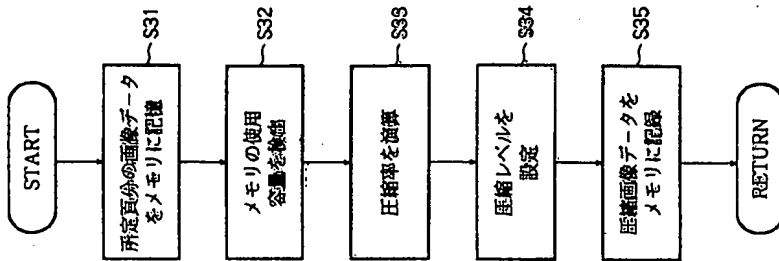 START
所定頁分の画像データ
をメモリに記憶
S31
メモリの使用
容量を検出
S32
圧縮率を演算
S33
圧縮レベルを
設定
S34
圧縮画像データを
メモリに記録
S35
RETURN